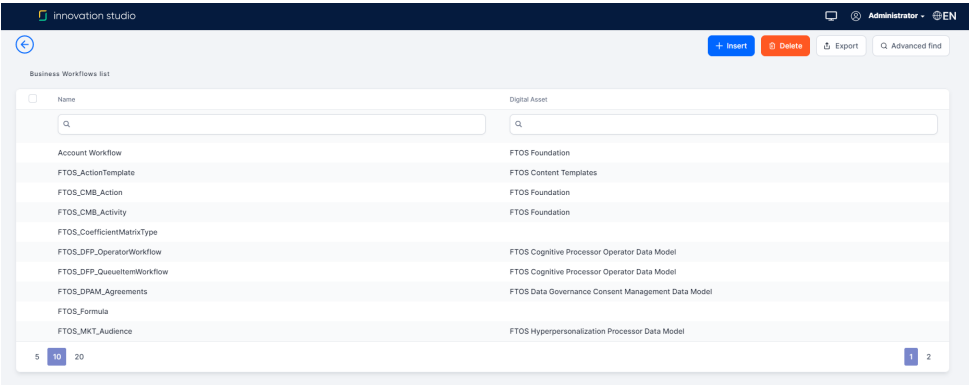 innovation studio Administrator EN
Insert Delete Export Advanced find
Business Workflows list
Name Digital Asset
Account Workflow FTOS Foundation
FTOS_ActionTemplate FTOS Content Templates
FTOS_CMB_Action FTOS Foundation
FTOS_CMB_Activity FTOS Foundation
FTOS_CoefficientMatrixType
FTOS_DFP_OperatorWorkflow FTOS Cognitive Processor Operator Data Model
FTOS_DFP_QueueItemWorkflow FTOS Cognitive Processor Operator Data Model
FTOS_DPAM_Agreements FTOS Data Governance Consent Management Data Model
FTOS_Formula
FTOS_MKT_Audience FTOS Hyperpersonalization Processor Data Model
5 10 20 1 2